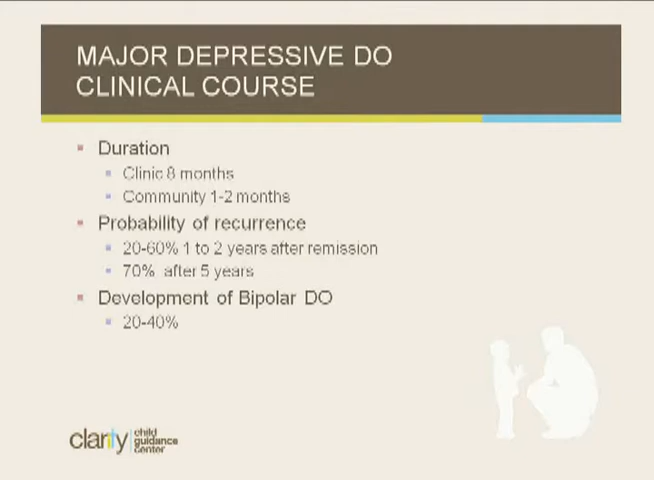 MAJOR DEPRESSIVE DO
CLINICAL COURSE
Duration
Clinic 8 months
Community 1-2 months
Probability of recurrence
20-60% 1 to 2 years after remission
70% after 5 years
Development of Bipolar DO
20-40%
clarity
child
guidance
center